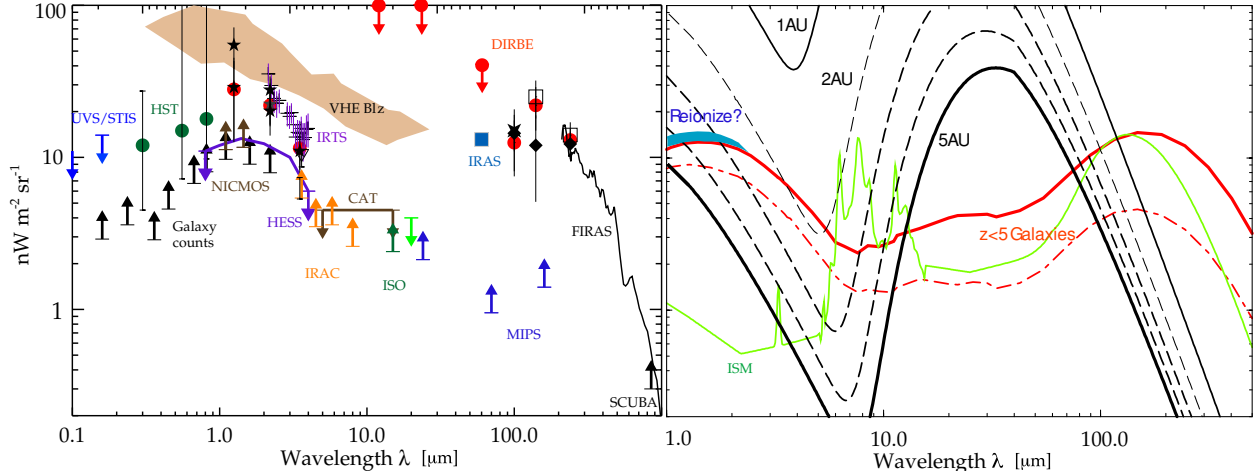 100
10
1
nW m⁻² sr⁻¹
DIRBE
VHE Blz
UVS/STIS
HST
IRTS
IRAS
NICMOS
CAT
HESS
Galaxy
counts
FIRAS
IRAC
ISO
MIPS
SCUBA
0.1
1.0
10.0
100.0
Wavelength λ [μm]
1AU
2AU
Reionize?
5AU
z<5 Galaxies
ISM
1.0
10.0
100.0
Wavelength λ [μm]